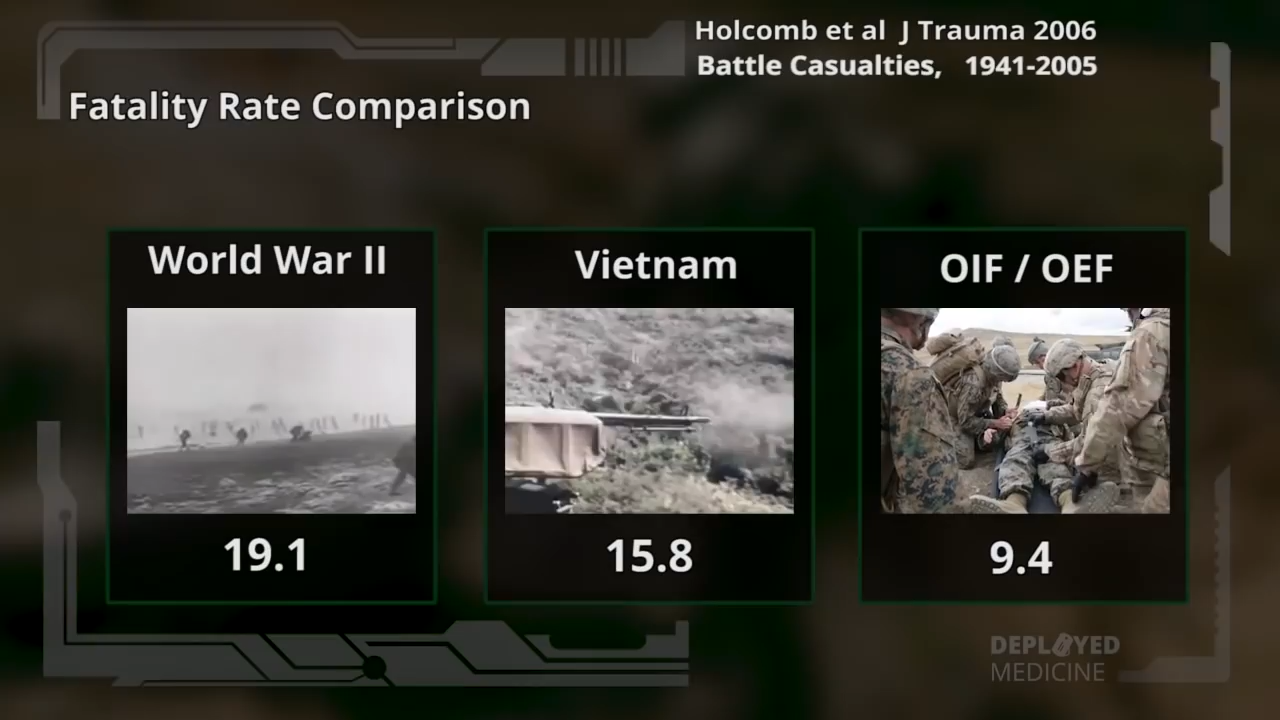 Holcomb et al J Trauma 2006
Battle Casualties, 1941-2005
Fatality Rate Comparison
World War II
Vietnam
OIF / OEF
19.1
15.8
9.4
DEPLOYED
MEDICINE